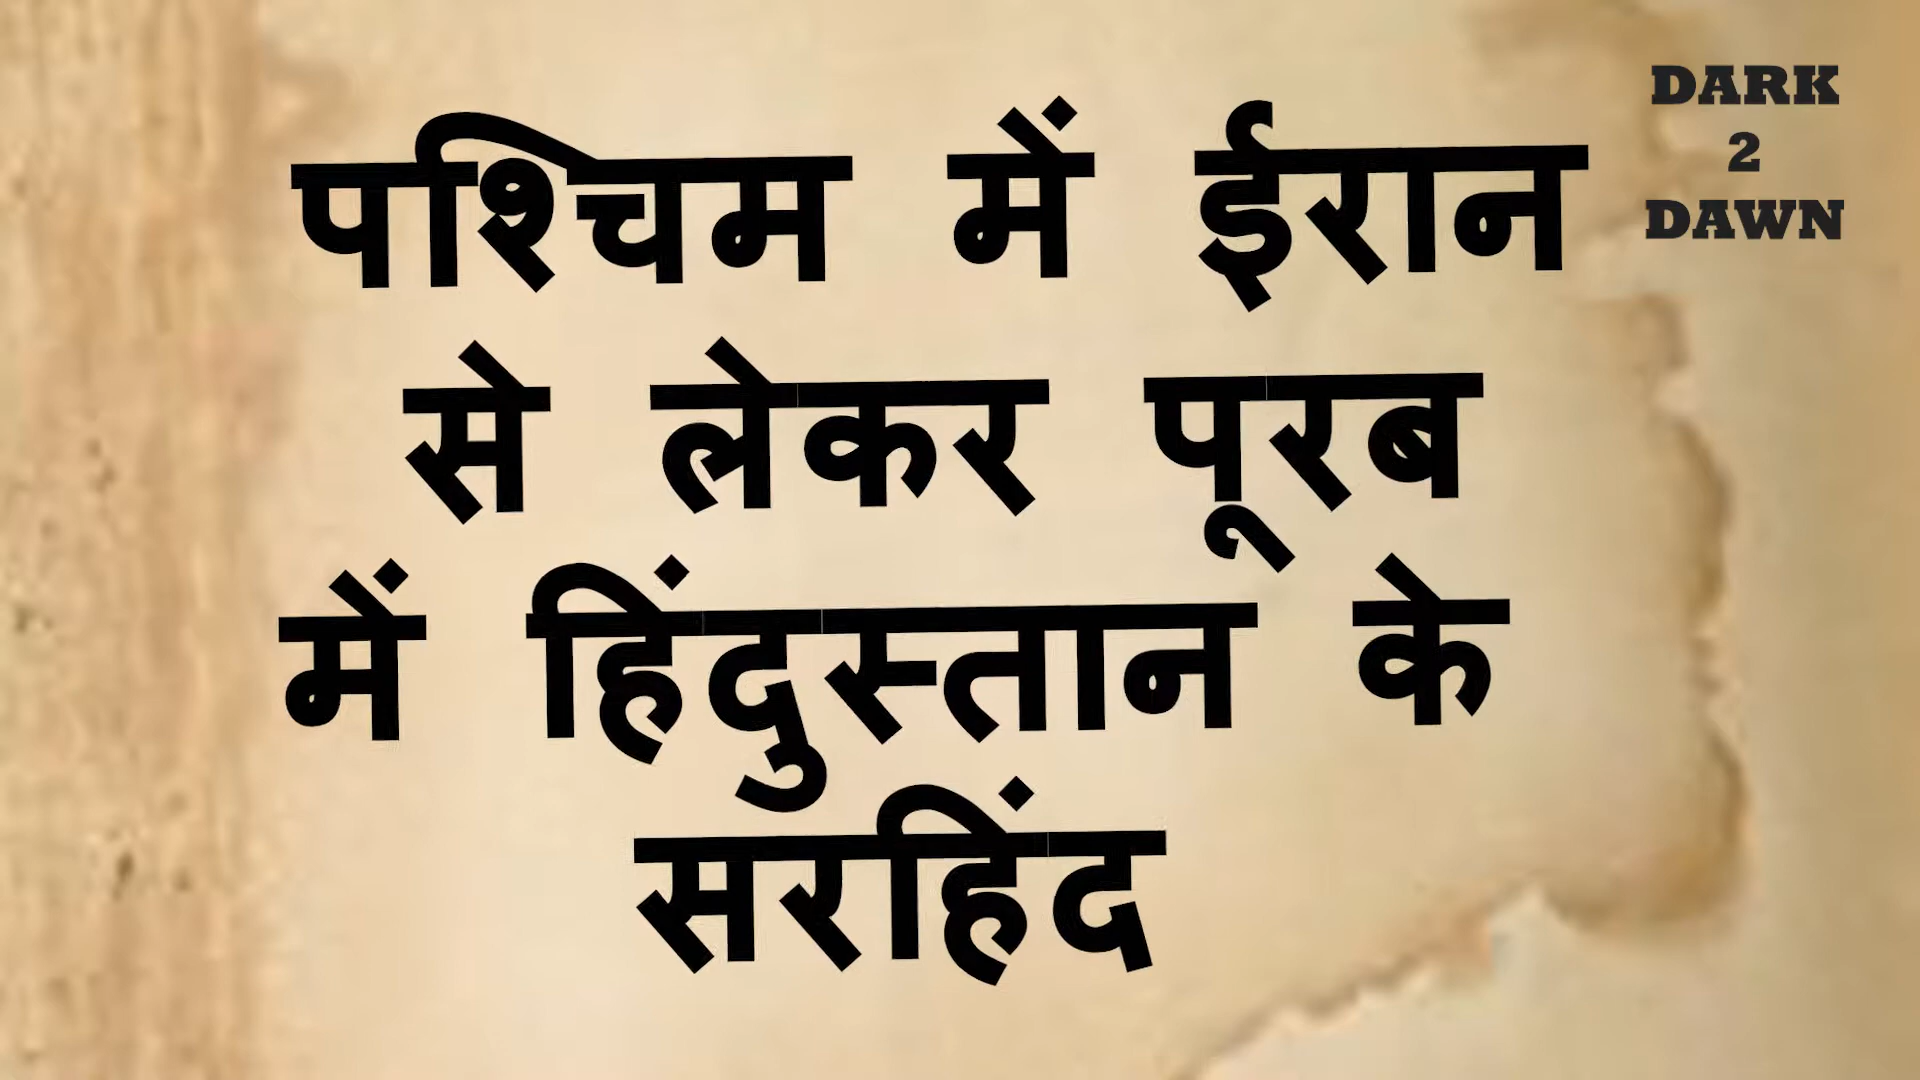 पश्चिम में ईरान
से लेकर पूरब
में हिंदुस्तान के
सरहिंद
DARK
2
DAWN